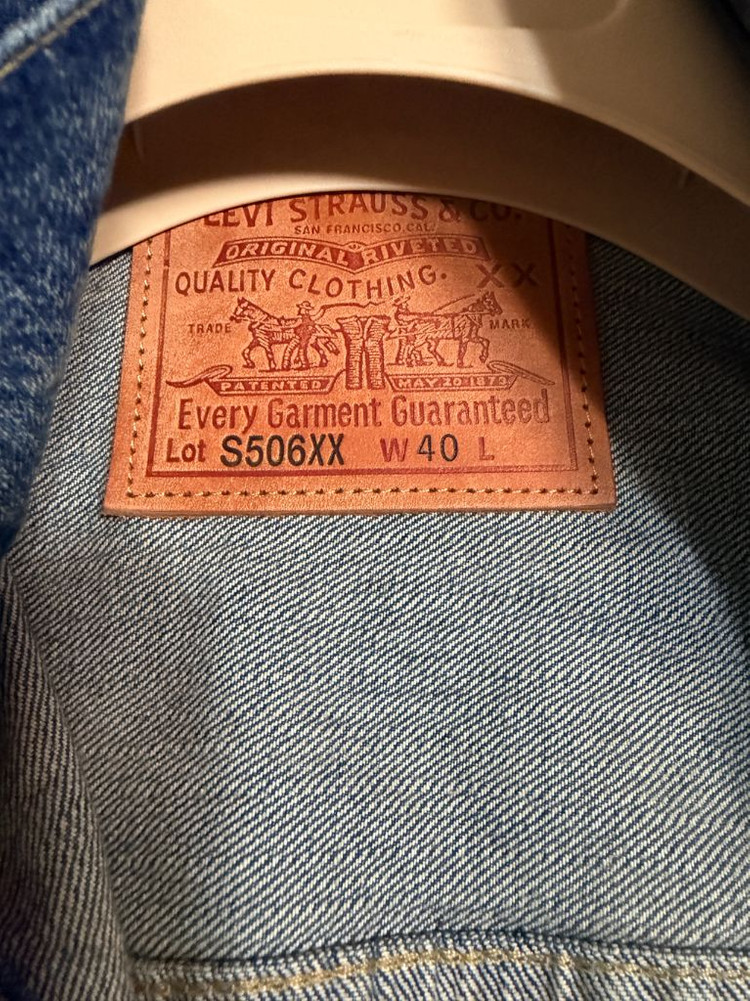 LEVI STRAUSS & CO.
SAN FRANCISCO, CAL.
ORIGINAL RIVETED
QUALITY CLOTHING. XX
TRADE MARK
PATENTED MAY 20 1873
Every Garment Guaranteed
Lot S506XX W 40 L